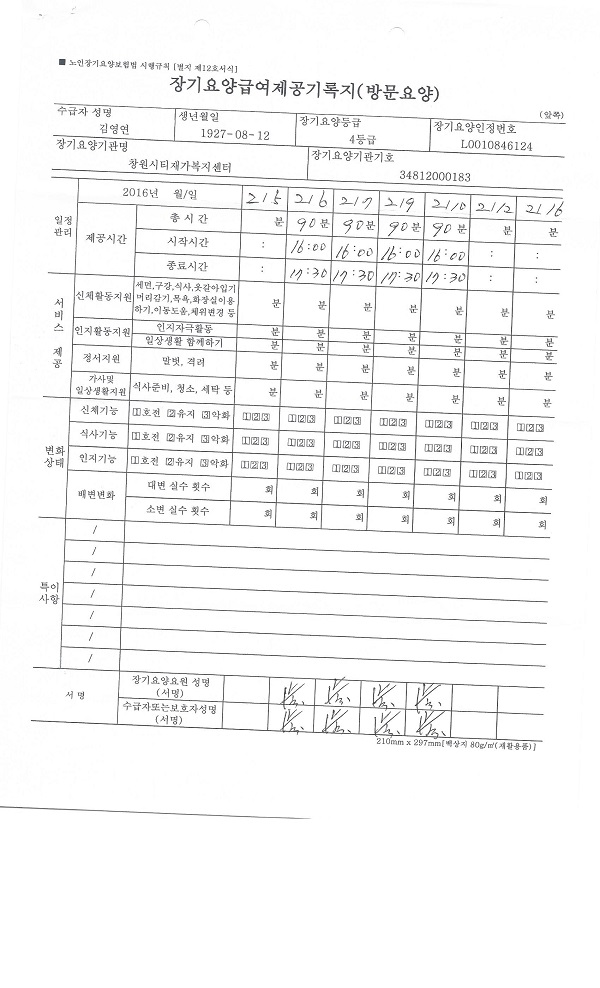 ■ 노인장기요양보험법 시행규칙 [별지 제12호서식]
장기요양급여제공기록지(방문요양)
(앞쪽)
수급자 성명 생년월일 장기요양등급 장기요양인정번호
김영연 1927-08-12 4등급 L0010846124
장기요양기관명 장기요양기관기호
창원시티재가복지센터 34812000183
일정관리 2016년 월/일 2/5 2/6 2/7 2/9 2/10 2/12 2/16
제공시간 총 시 간 분 90분 90분 90분 90분 분 분
시작시간 : 16:00 16:00 16:00 16:00 : :
종료시간 : 17:30 17:30 17:30 17:30 : :
서비스 제공 신체활동지원 세면,구강,식사,옷갈아입기 머리감기,목욕,화장실이용하기,이동도움,체위변경 등 분 분 분 분 분 분 분
인지활동지원 인지자극활동 분 분 분 분 분 분 분
일상생활 함께하기 분 분 분 분 분 분 분
정서지원 말벗, 격려 분 분 분 분 분 분 분
가사및 일상생활지원 식사준비, 청소, 세탁 등 분 분 분 분 분 분 분
변화상태 신체기능 1호전 2유지 3악화 123 123 123 123 123 123 123
식사기능 1호전 2유지 3악화 123 123 123 123 123 123 123
인지기능 1호전 2유지 3악화 123 123 123 123 123 123 123
배변변화 대변 실수 횟수 회 회 회 회 회 회 회
소변 실수 횟수 회 회 회 회 회 회 회
특이사항 /
/
/
/
/
/
/
서 명 장기요양요원 성명 (서명)
수급자또는보호자성명 (서명)
210mm x 297mm[백상지 80g/㎡(재활용품)]